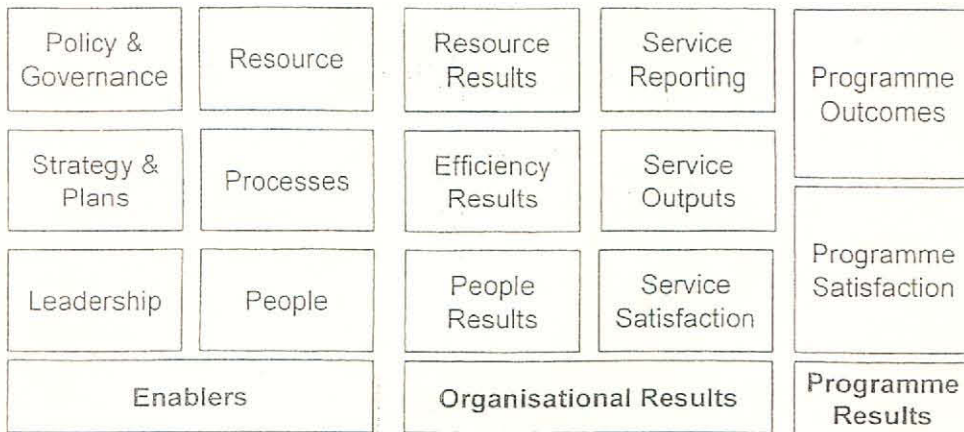 Policy &
Governance
Resource
Resource
Results
Service
Reporting
Programme
Outcomes
Strategy &
Plans
Processes
Efficiency
Results
Service
Outputs
Programme
Satisfaction
Leadership
People
People
Results
Service
Satisfaction
Enablers
Organisational Results
Programme
Results